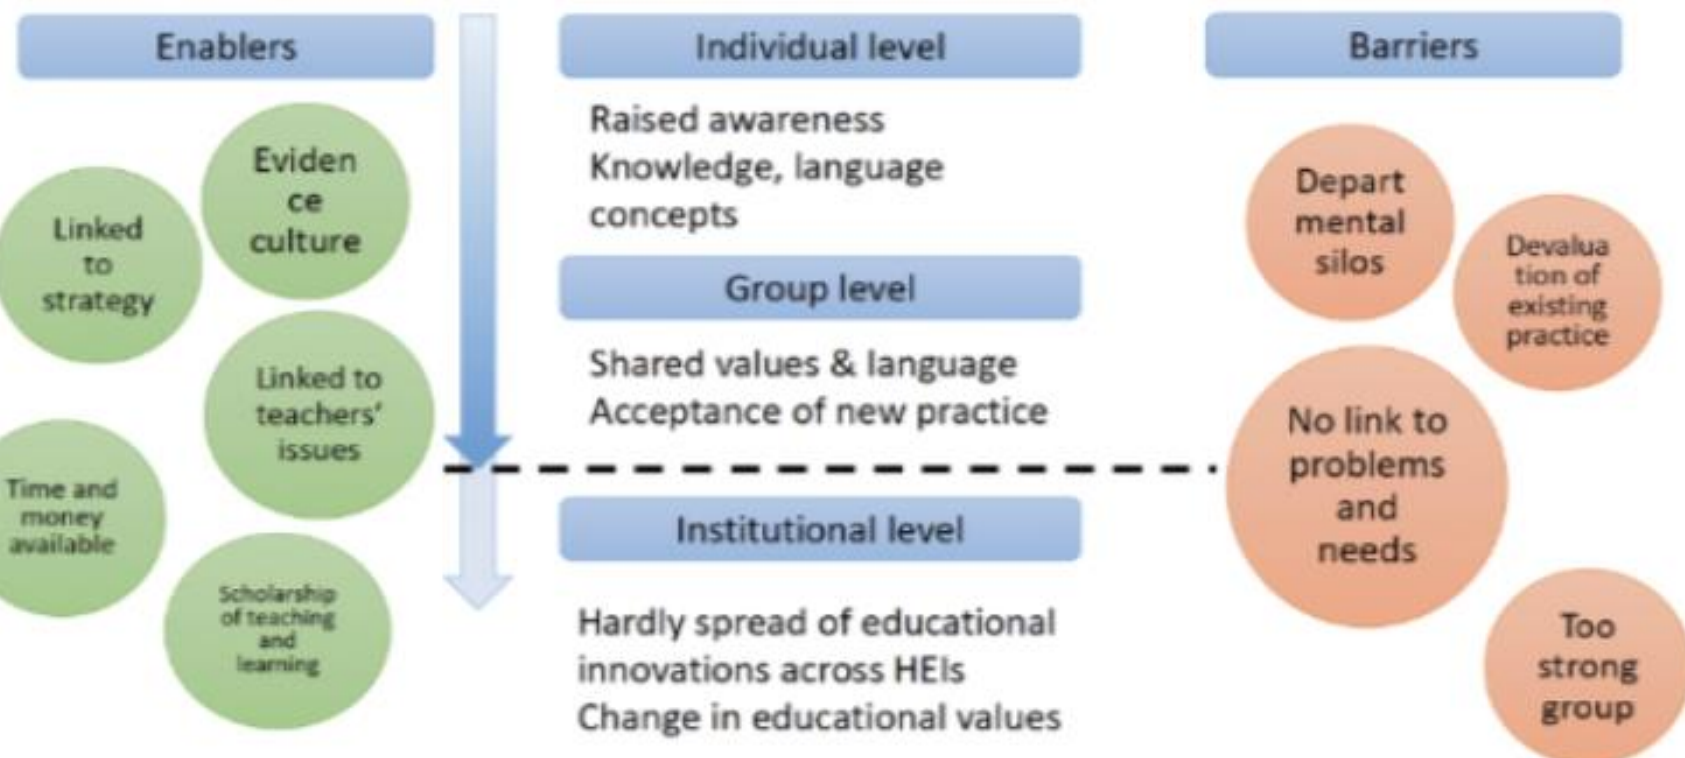 Enablers
Linked
to
strategy
Eviden
ce
culture
Linked to
teachers'
issues
Time and
money
available
Scholarship
of teaching
and
learning
Individual level
Raised awareness
Knowledge, language
concepts
Group level
Shared values & language
Acceptance of new practice
Institutional level
Hardly spread of educational
innovations across HEIs
Change in educational values
Barriers
Depart
mental
silos
Devalua
tion of
existing
practice
No link to
problems
and
needs
Too
strong
group